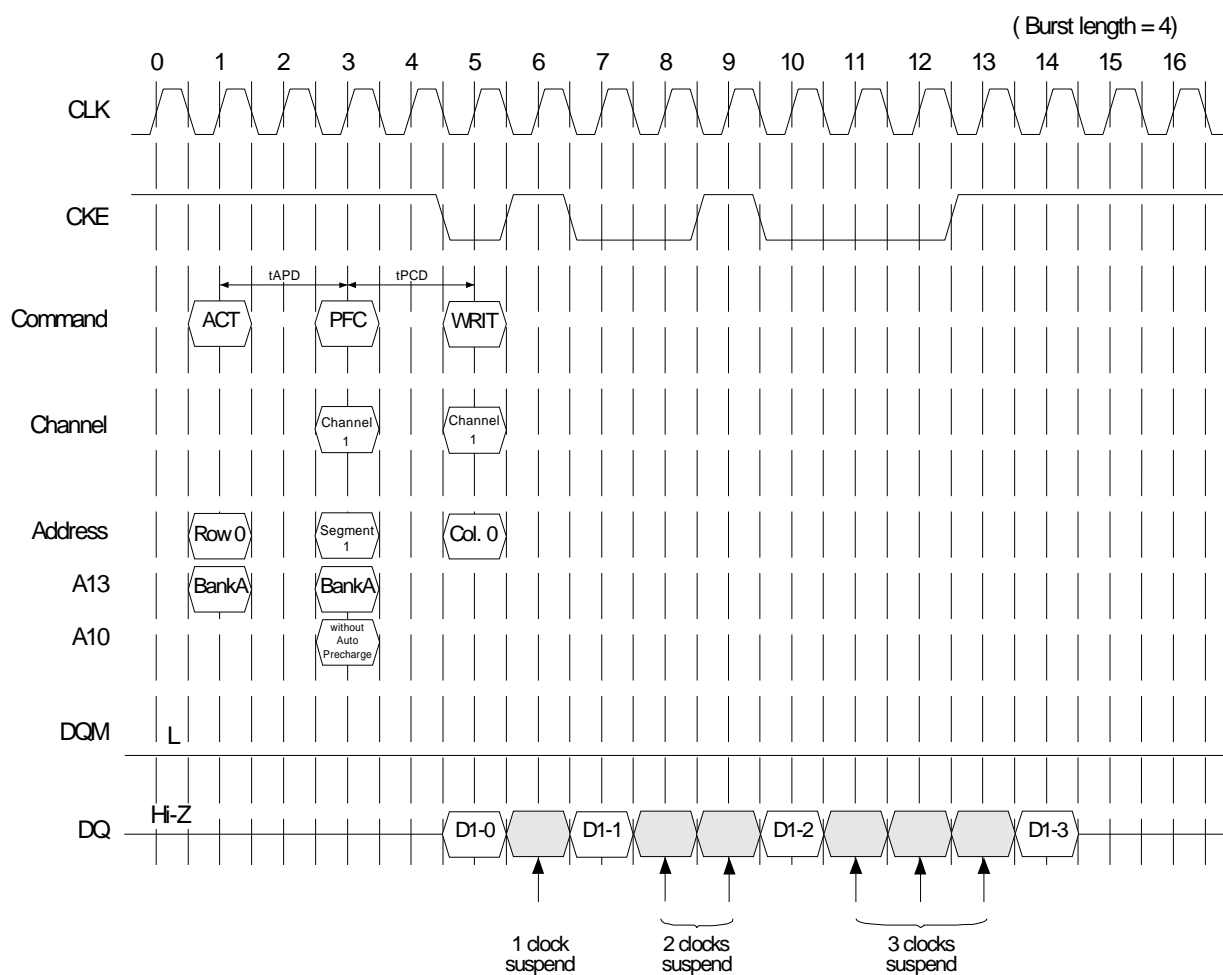 ( Burst length = 4)
0 1 2 3 4 5 6 7 8 9 10 11 12 13 14 15 16
CLK
CKE
tAPD tPCD
Command ACT PFC WRIT
Channel Channel 1 Channel 1
Address Row 0 Segment 1 Col. 0
A13 BankA BankA
A10 without Auto Precharge
DQM L
Hi-Z
DQ D1-0 D1-1 D1-2 D1-3
1 clock suspend
2 clocks suspend
3 clocks suspend